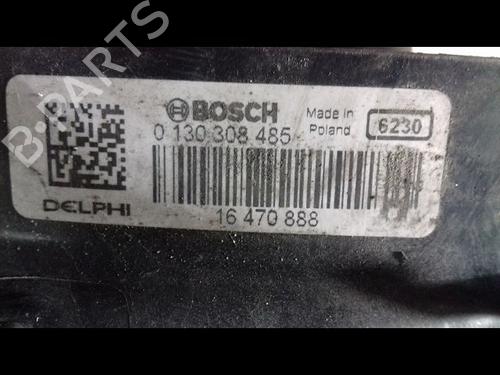 BOSCH
0 130 308 485
Made in
Poland
6230
DELPHI
16 470 888
B-PARTS